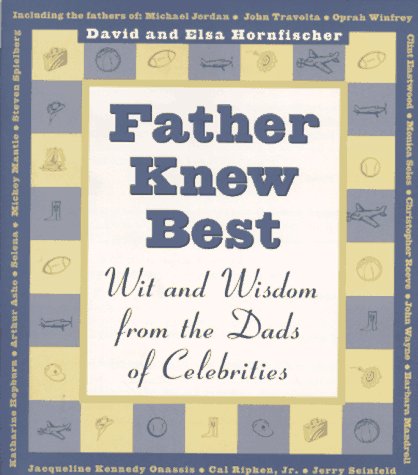 Including the fathers of: Michael Jordan • John Travolta • Oprah Winfrey
David and Elsa Hornfischer
Father
Knew
Best
Wit and Wisdom
from the Dads
of Celebrities
Clint Eastwood • Monica Seles • Christopher Reeve • John Wayne • Barbara Mandrell
Jacqueline Kennedy Onassis • Cal Ripken, Jr. • Jerry Seinfeld
Katharine Hepburn • Arthur Ashe • Selena • Mickey Mantle • Steven Spielberg